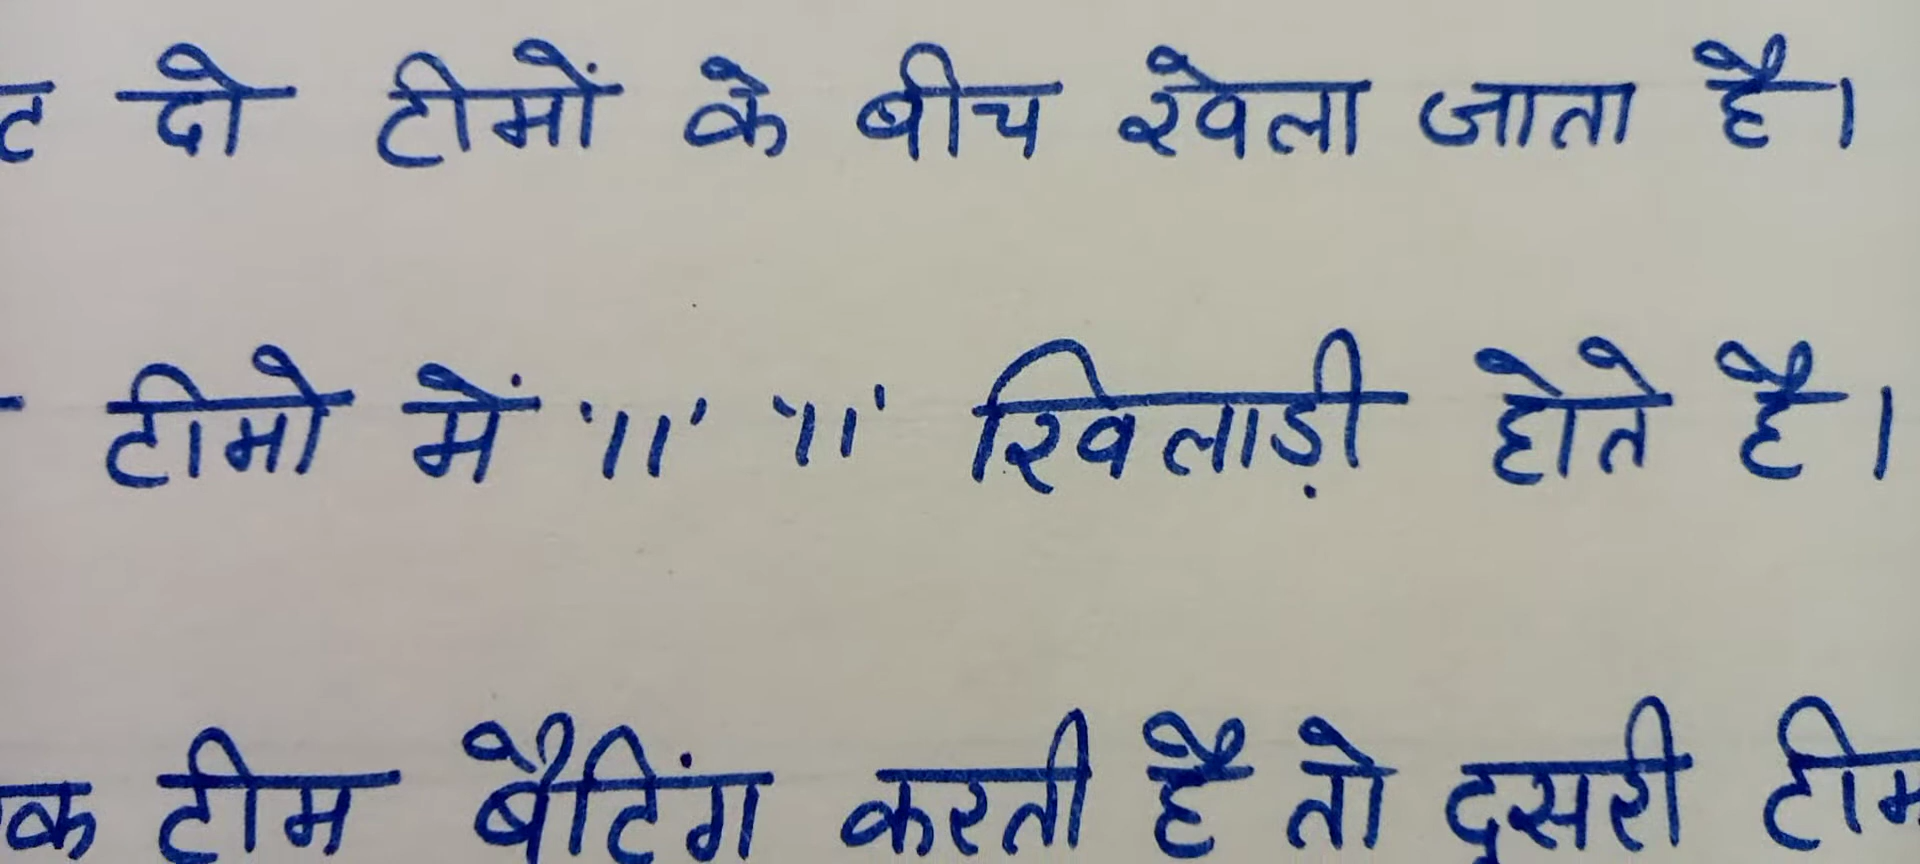 दो टीमों के बीच खेला जाता है।
टीमो में '11' '11' खिलाड़ी होते है।
टीम बैटिंग करती है तो दूसरी टीम